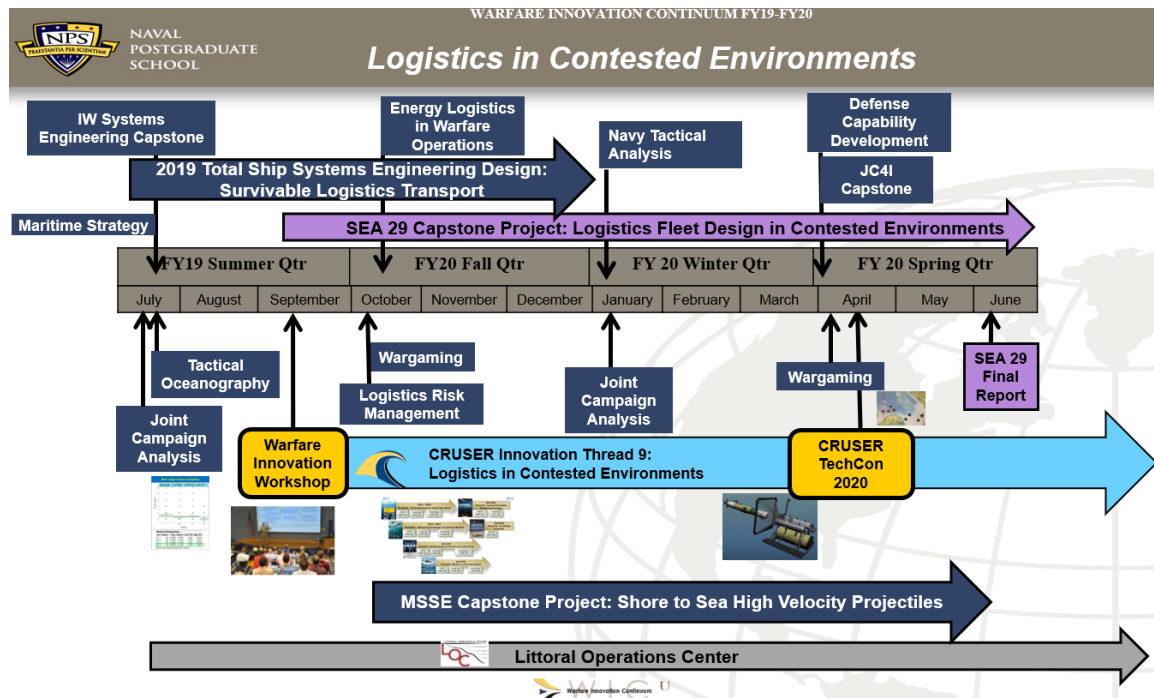 WARFARE INNOVATION CONTINUUM FY19-FY20
NPS
PRAESTANTIA PER SCIENTIAM
NAVAL
POSTGRADUATE
SCHOOL
Logistics in Contested Environments
IW Systems
Engineering Capstone
Energy Logistics
in Warfare
Operations
Navy Tactical
Analysis
Defense
Capability
Development
JC4I
Capstone
2019 Total Ship Systems Engineering Design:
Survivable Logistics Transport
Maritime Strategy
SEA 29 Capstone Project: Logistics Fleet Design in Contested Environments
FY19 Summer Qtr
FY20 Fall Qtr
FY 20 Winter Qtr
FY 20 Spring Qtr
July
August
September
October
November
December
January
February
March
April
May
June
Tactical
Oceanography
Wargaming
Logistics Risk
Management
Joint
Campaign
Analysis
Joint
Campaign
Analysis
Wargaming
SEA 29
Final
Report
Warfare
Innovation
Workshop
CRUSER Innovation Thread 9:
Logistics in Contested Environments
CRUSER
TechCon
2020
MSSE Capstone Project: Shore to Sea High Velocity Projectiles
LOC
Littoral Operations Center
W I C U
Warfare Innovation Continuum